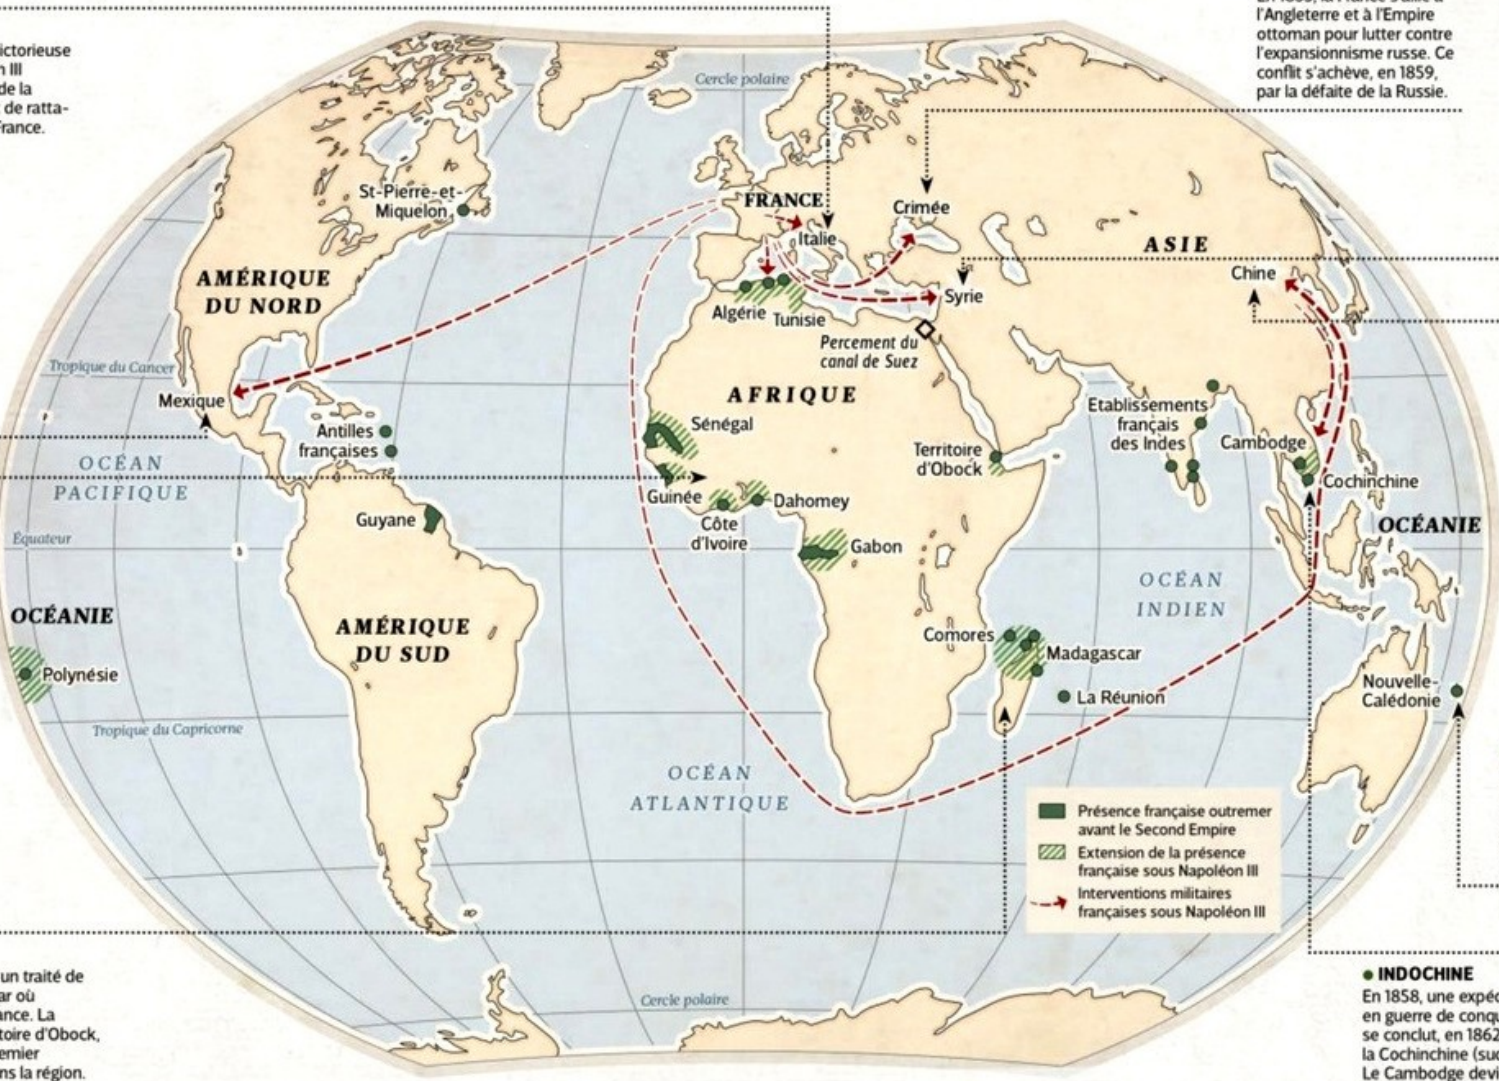 l'Angleterre et à l'Empire
ottoman pour lutter contre
l'expansionnisme russe. Ce
conflit s'achève, en 1859,
par la défaite de la Russie.
ictorieuse
n III
de la
de ratta-
France.
Cercle polaire
St-Pierre-et-
Miquelon
FRANCE
Crimée
Italie
ASIE
AMÉRIQUE
DU NORD
Chine
Syrie
Algérie
Tunisie
Percement du
canal de Suez
Tropique du Cancer
Mexique
AFRIQUE
Antilles
françaises
Sénégal
Etablissements
français
des Indes
Territoire
d'Obock
Cambodge
OCÉAN
PACIFIQUE
Guinée
Dahomey
Cochinchine
Guyane
Côte
d'Ivoire
Gabon
OCÉANIE
Équateur
OCÉAN
INDIEN
OCÉANIE
AMÉRIQUE
DU SUD
Comores
Madagascar
Polynésie
La Réunion
Nouvelle-
Calédonie
Tropique du Capricorne
OCÉAN
ATLANTIQUE
Présence française outremer
avant le Second Empire
Extension de la présence
française sous Napoléon III
Interventions militaires
françaises sous Napoléon III
Cercle polaire
un traité de
ar où
ance. La
toire d'Obock,
emier
ns la région.
• INDOCHINE
En 1858, une expéd
en guerre de conqu
se conclut, en 1862
la Cochinchine (sud
Le Cambodge devi